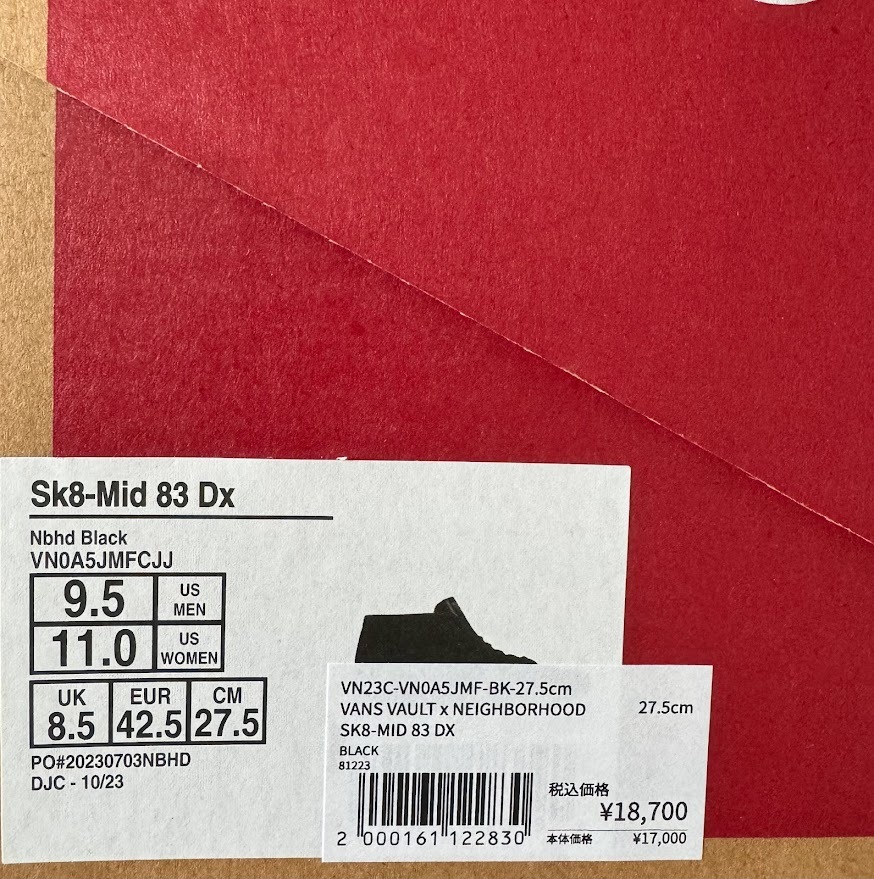 Sk8-Mid 83 Dx
Nbhd Black
VN0A5JMFCJJ
9.5 US MEN
11.0 US WOMEN
UK 8.5 EUR 42.5 CM 27.5
PO#20230703NBHD
DJC - 10/23
VN23C-VN0A5JMF-BK-27.5cm
VANS VAULT x NEIGHBORHOOD 27.5cm
SK8-MID 83 DX
BLACK
81223
税込価格
¥18,700
2 000161 122830
本体価格 ¥17,000